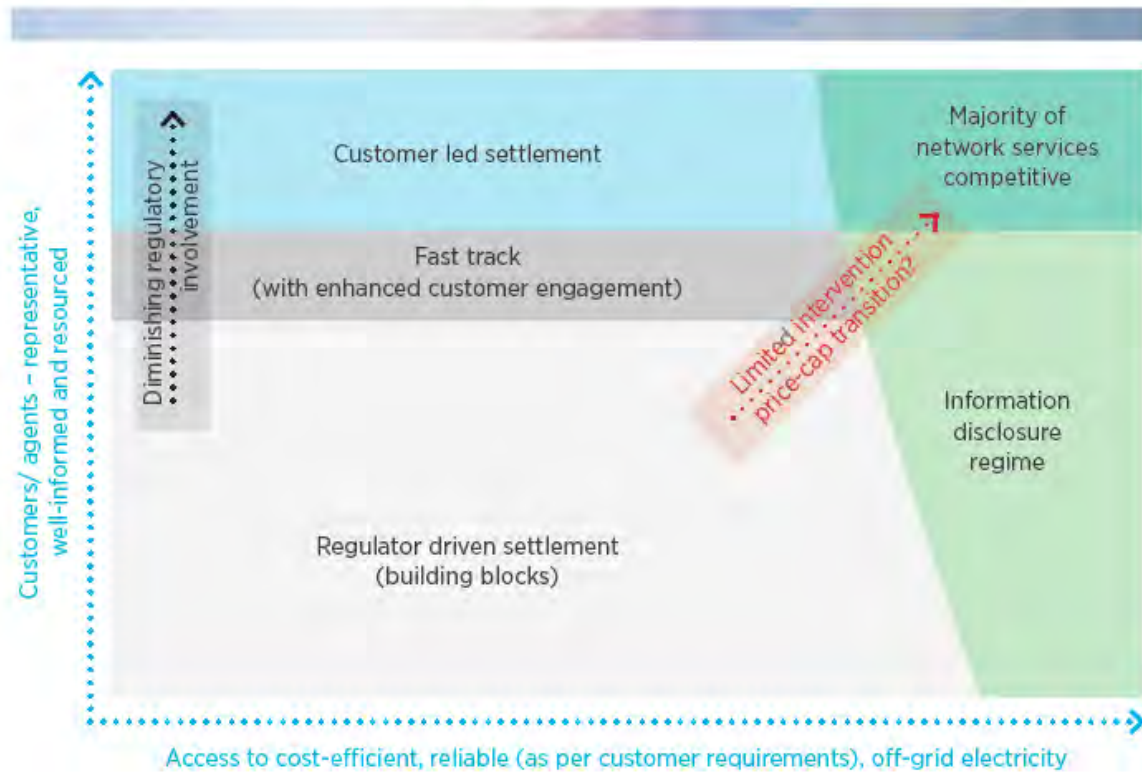 Customer led settlement
Majority of
network services
competitive
Diminishing regulatory
involvement
Fast track
(with enhanced customer engagement)
Limited intervention
price-cap transition?
Information
disclosure
regime
Regulator driven settlement
(building blocks)
Customers/ agents – representative,
well-informed and resourced
Access to cost-efficient, reliable (as per customer requirements), off-grid electricity